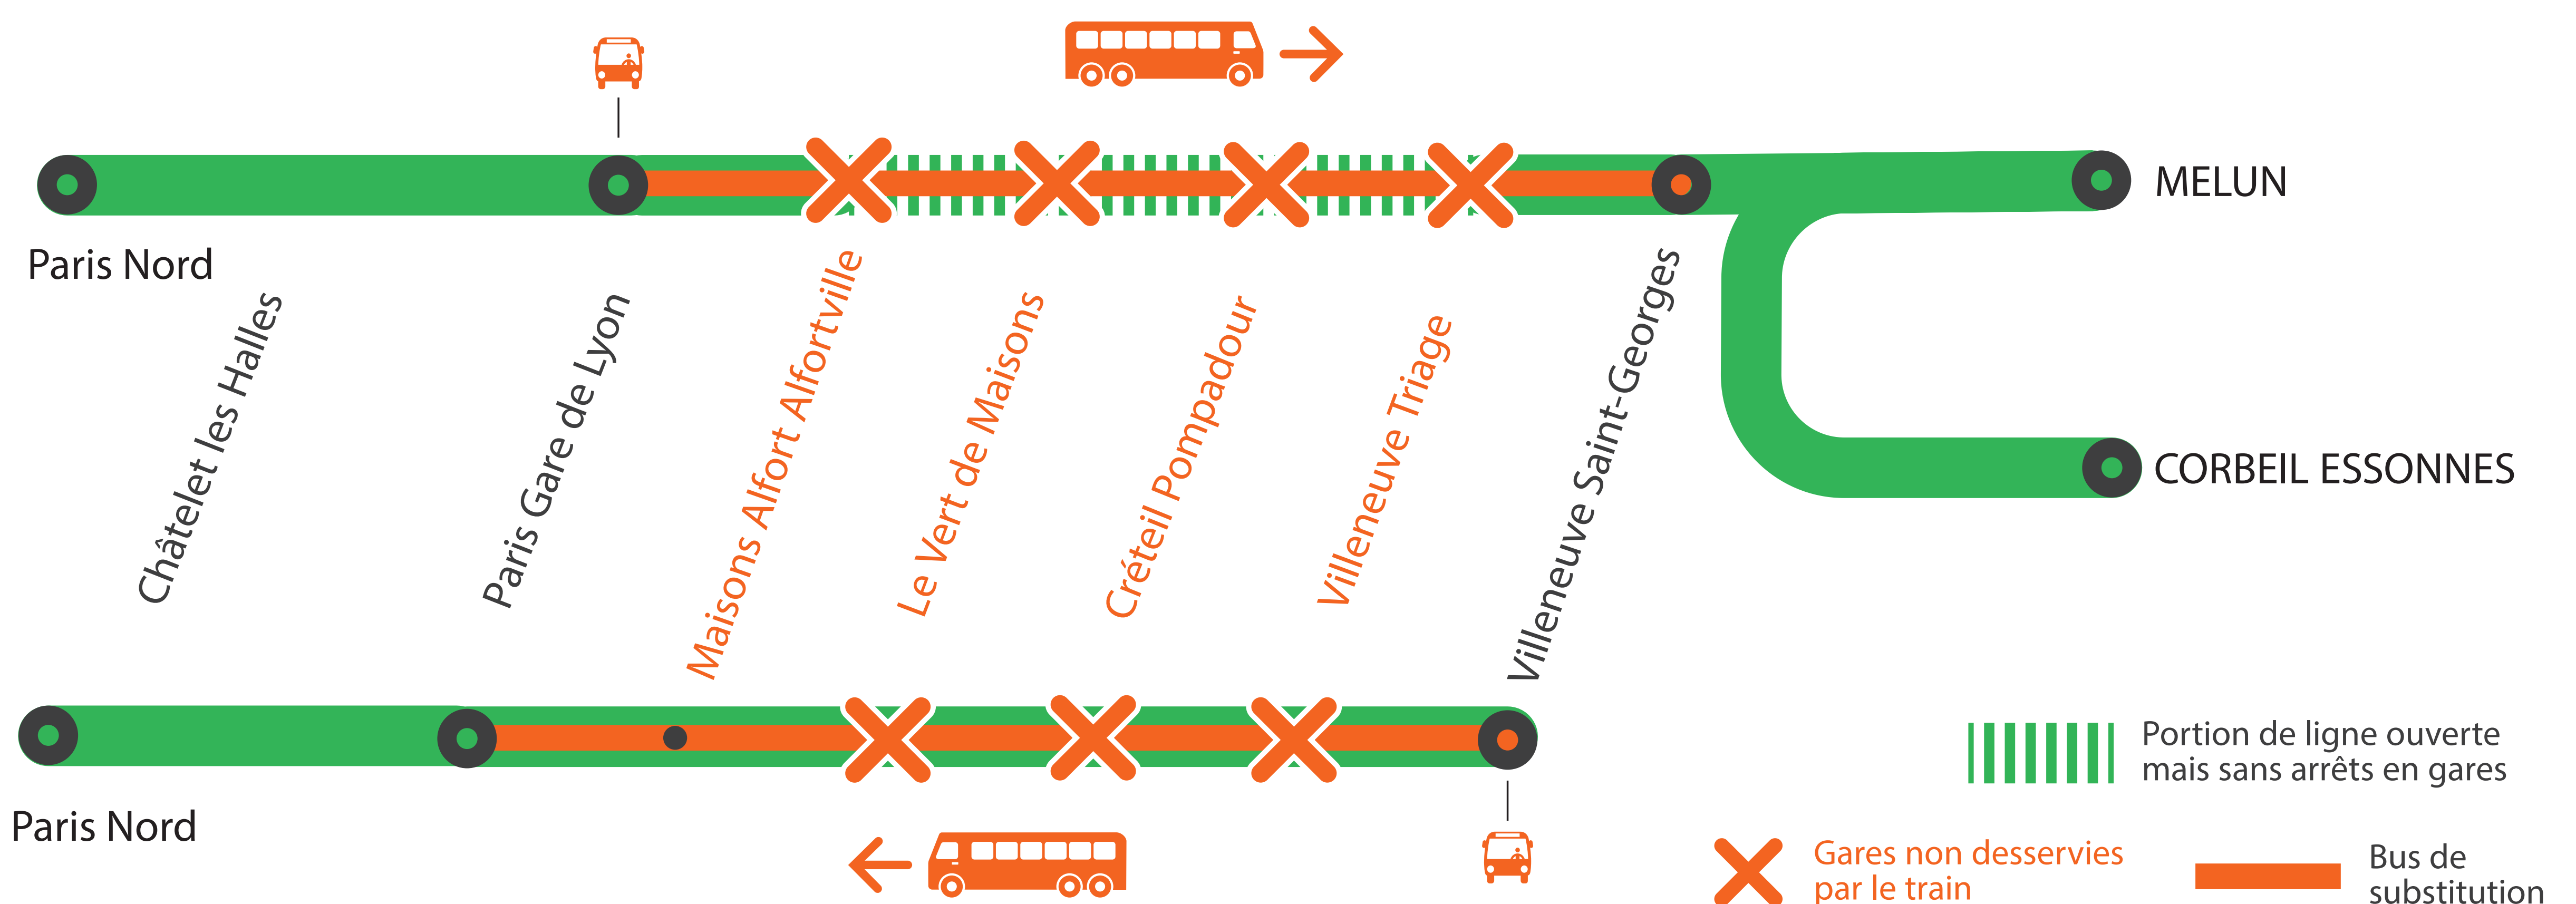 MELUN
Paris Nord
Châtelet les Halles
Paris Gare de Lyon
Maisons Alfort Alfortville
Le Vert de Maisons
Créteil Pompadour
Villeneuve Triage
Villeneuve Saint-Georges
CORBEIL ESSONNES
Paris Nord
Portion de ligne ouverte
mais sans arrêts en gares
Gares non desservies
par le train
Bus de
substitution